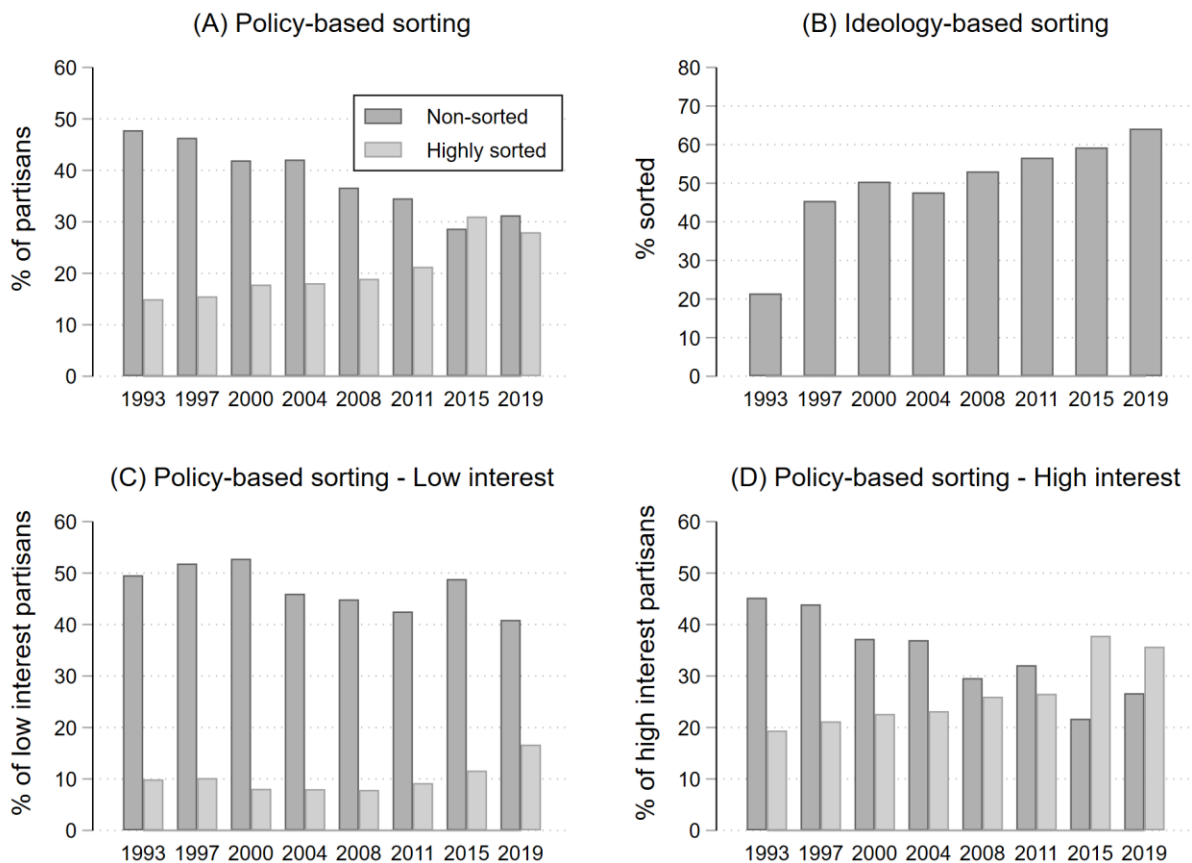 (A) Policy-based sorting
% of partisans
60
50
40
30
20
10
0
Non-sorted
Highly sorted
1993 1997 2000 2004 2008 2011 2015 2019
(B) Ideology-based sorting
% sorted
80
70
60
50
40
30
20
10
0
1993 1997 2000 2004 2008 2011 2015 2019
(C) Policy-based sorting - Low interest
% of low interest partisans
60
50
40
30
20
10
0
1993 1997 2000 2004 2008 2011 2015 2019
(D) Policy-based sorting - High interest
% of high interest partisans
60
50
40
30
20
10
0
1993 1997 2000 2004 2008 2011 2015 2019